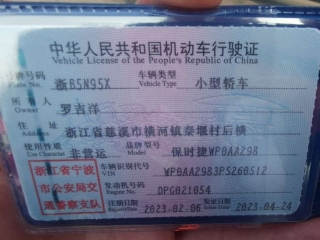 中华人民共和国机动车行驶证
Vehicle License of the People's Republic of China
号牌号码 浙B5N95X 车辆类型 小型轿车
Plate No. Vehicle Type
所有人 罗吉洋
Owner
住址 浙江省慈溪市横河镇秦堰村后横
Address
使用性质 非营运 品牌型号 保时捷WP0AA298
Use Character Model
浙江省宁波 车辆识别代号 WP0AA2983PS260512
VIN
市公安局交 发动机号码 DPG021054
Engine No.
通警察支队 注册日期 2023-02-06 发证日期 2023-04-24
Register Date Issue Date